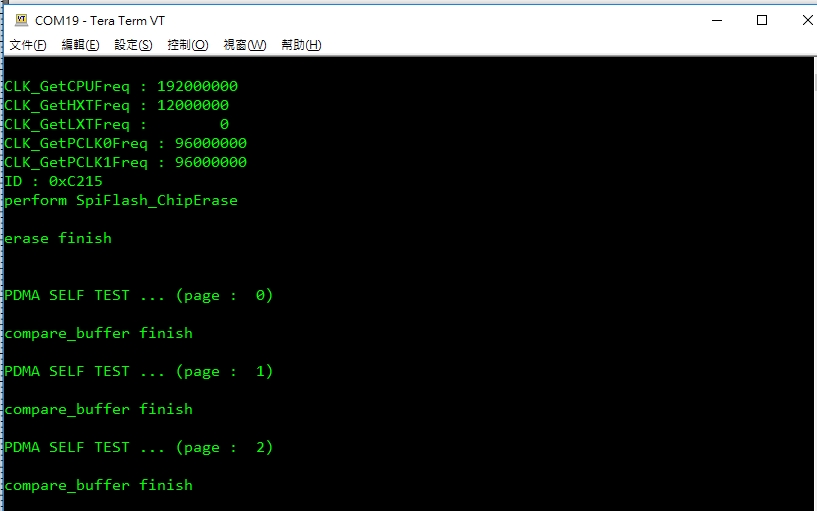 COM19 - Tera Term VT
文件(F) 編輯(E) 設定(S) 控制(O) 視窗(W) 幫助(H)
CLK_GetCPUFreq : 192000000
CLK_GetHXTFreq : 12000000
CLK_GetLXTFreq :        0
CLK_GetPCLK0Freq : 96000000
CLK_GetPCLK1Freq : 96000000
ID : 0xC215
perform SpiFlash_ChipErase
erase finish
PDMA SELF TEST ... (page :  0)
compare_buffer finish
PDMA SELF TEST ... (page :  1)
compare_buffer finish
PDMA SELF TEST ... (page :  2)
compare_buffer finish